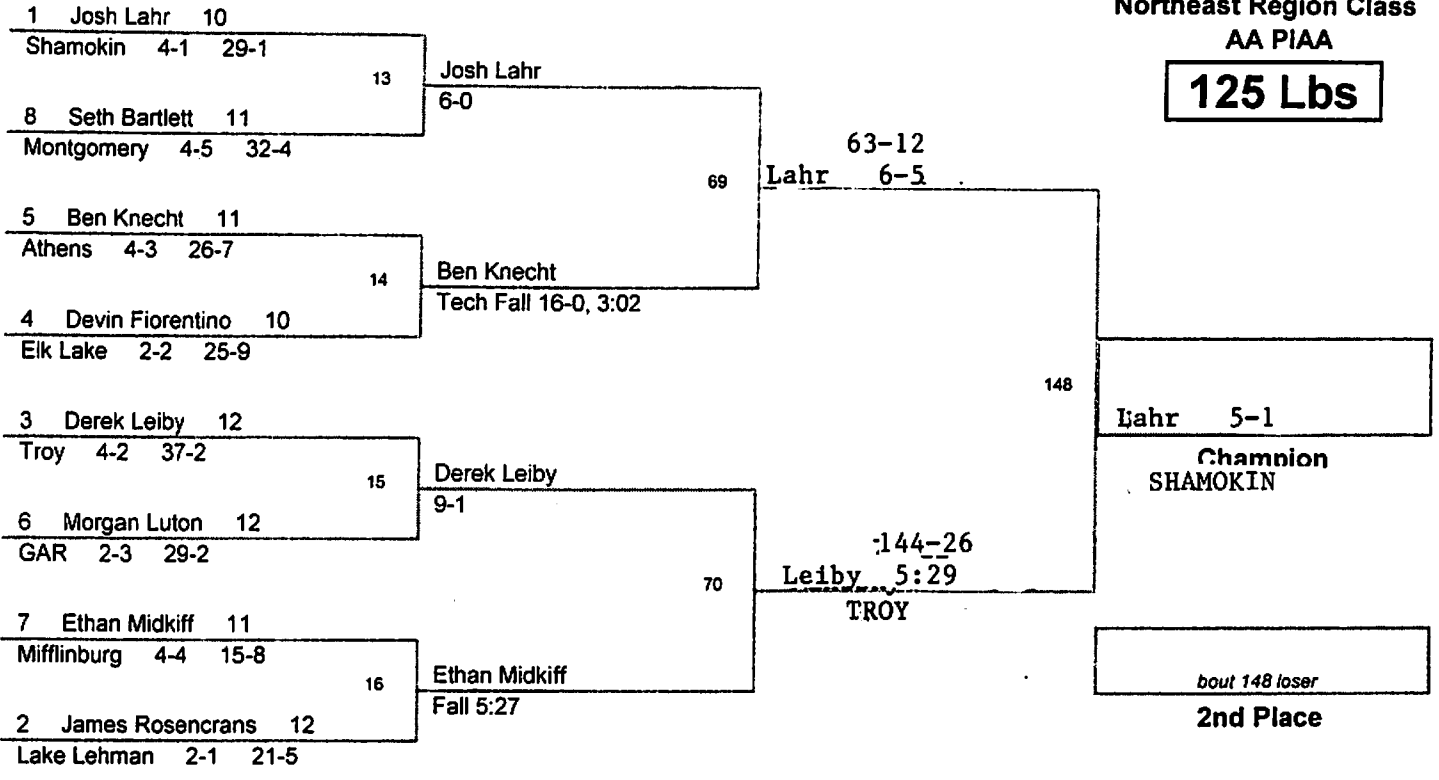 Northeast Region Class
AA PIAA
125 Lbs
1 Josh Lahr 10
Shamokin 4-1 29-1
13
8 Seth Bartlett 11
Montgomery 4-5 32-4
Josh Lahr
6-0
5 Ben Knecht 11
Athens 4-3 26-7
14
4 Devin Fiorentino 10
Elk Lake 2-2 25-9
Ben Knecht
Tech Fall 16-0, 3:02
69
63-12
Lahr 6-5
3 Derek Leiby 12
Troy 4-2 37-2
15
6 Morgan Luton 12
GAR 2-3 29-2
Derek Leiby
9-1
7 Ethan Midkiff 11
Mifflinburg 4-4 15-8
16
2 James Rosencrans 12
Lake Lehman 2-1 21-5
Ethan Midkiff
Fall 5:27
70
144-26
Leiby 5:29
TROY
148
Lahr 5-1
Champion
SHAMOKIN
bout 148 loser
2nd Place